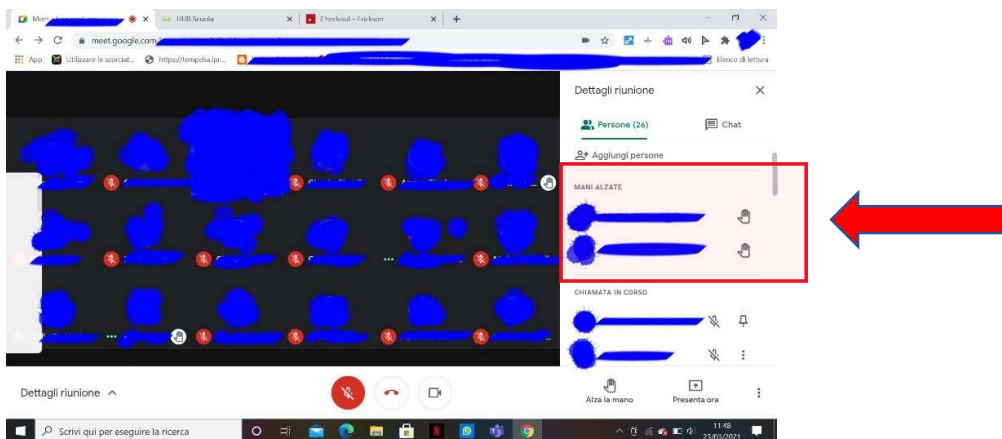 HUB Scuola
Checkout - Erickson
meet.google.com
App
Utilizzare le scorciat...
https://tempdisa.ipr...
Elenco di lettura
Dettagli riunione
Persone (26)
Chat
Aggiungi persone
MANI ALZATE
CHIAMATA IN CORSO
Dettagli riunione
Alza la mano
Presenta ora
Scrivi qui per eseguire la ricerca
11:48
23/03/2021